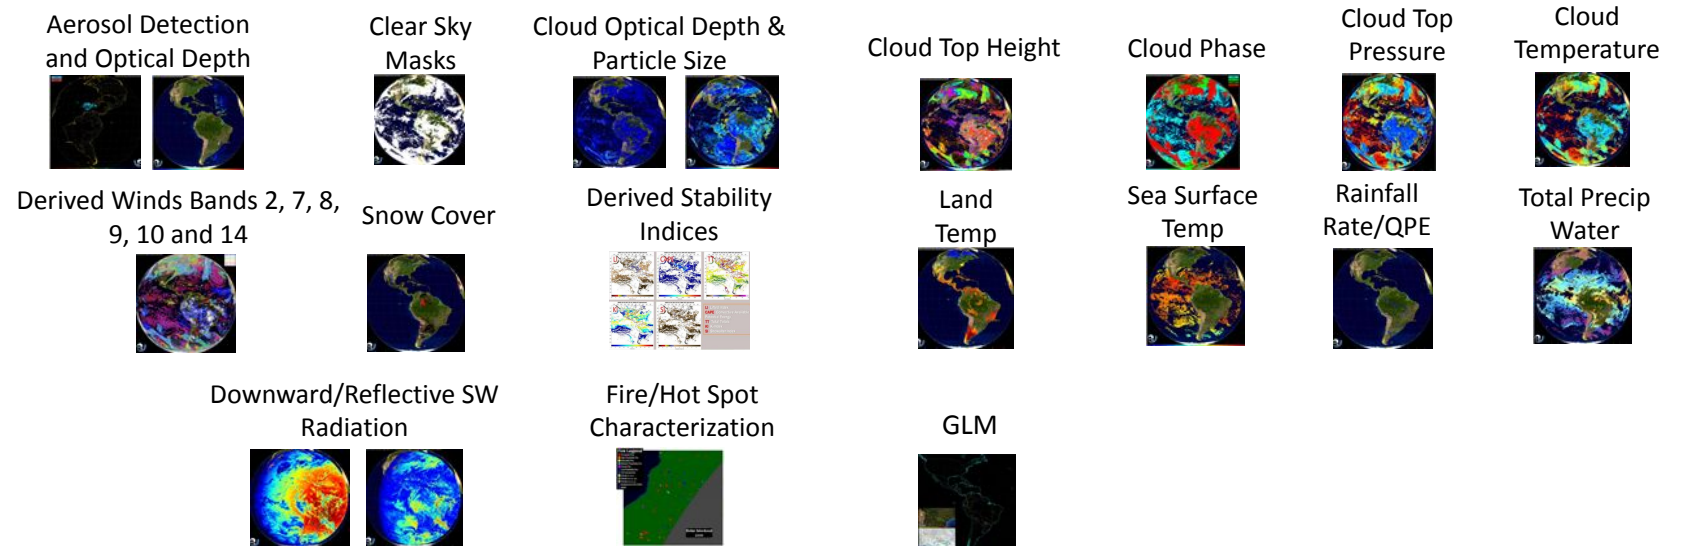 Aerosol Detection
and Optical Depth
Clear Sky
Masks
Cloud Optical Depth &
Particle Size
Cloud Top Height
Cloud Phase
Cloud Top
Pressure
Cloud
Temperature
Derived Winds Bands 2, 7, 8,
9, 10 and 14
Snow Cover
Derived Stability
Indices
Land
Temp
Sea Surface
Temp
Rainfall
Rate/QPE
Total Precip
Water
Downward/Reflective SW
Radiation
Fire/Hot Spot
Characterization
GLM